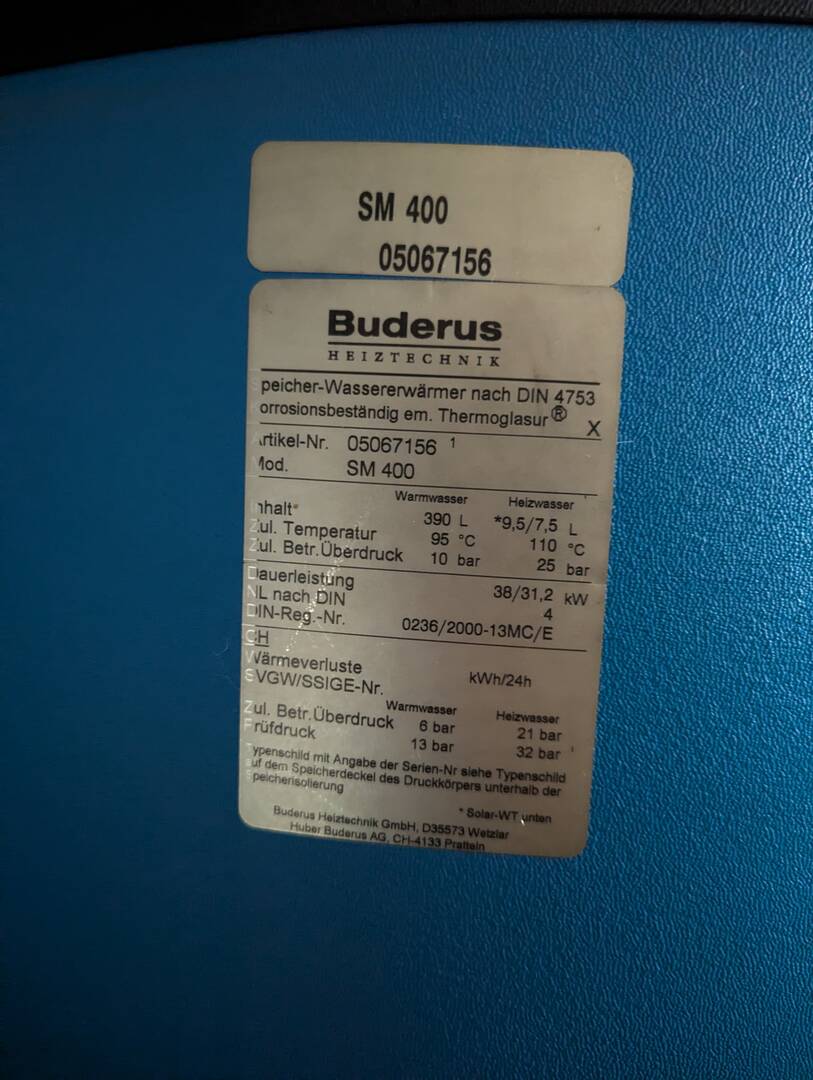 SM 400
05067156
Buderus
HEIZTECHNIK
Speicher-Wassererwärmer nach DIN 4753
Korrosionsbeständig em. Thermoglasur® X
Artikel-Nr. 05067156 1
Mod. SM 400
Warmwasser Heizwasser
Inhalt* 390 L *9,5/7,5 L
Zul. Temperatur 95 °C 110 °C
Zul. Betr.Überdruck 10 bar 25 bar
Dauerleistung 38/31,2 kW
NL nach DIN 4
DIN-Reg.-Nr. 0236/2000-13MC/E
CH
Wärmeverluste kWh/24h
SVGW/SSIGE-Nr.
Warmwasser Heizwasser
Zul. Betr.Überdruck 6 bar 21 bar
Prüfdruck 13 bar 32 bar
Typenschild mit Angabe der Serien-Nr siehe Typenschild
auf dem Speicherdeckel des Druckkörpers unterhalb der
Speicherisolierung
* Solar-WT unten
Buderus Heiztechnik GmbH, D35573 Wetzlar
Huber Buderus AG, CH-4133 Pratteln